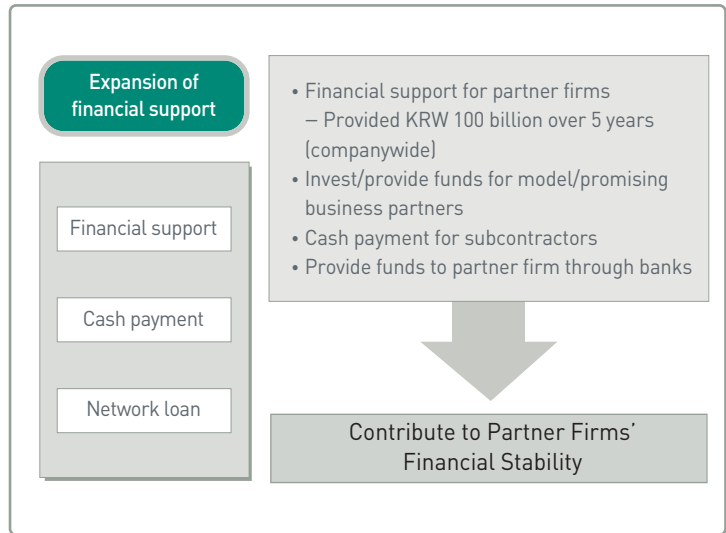 Expansion of
financial support
Financial support
Cash payment
Network loan
• Financial support for partner firms
– Provided KRW 100 billion over 5 years
(companywide)
• Invest/provide funds for model/promising
business partners
• Cash payment for subcontractors
• Provide funds to partner firm through banks
Contribute to Partner Firms’
Financial Stability